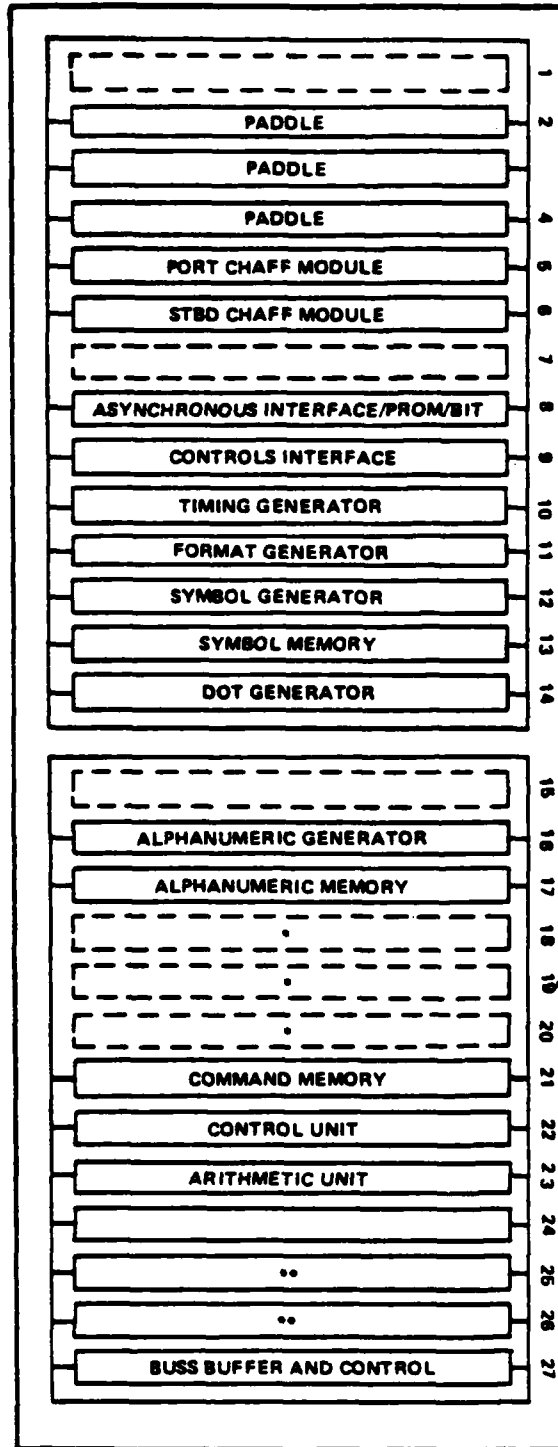 1
PADDLE 2
PADDLE 3
PADDLE 4
PORT CHAFF MODULE 5
STBD CHAFF MODULE 6
7
ASYNCHRONOUS INTERFACE/PROM/BIT 8
CONTROLS INTERFACE 9
TIMING GENERATOR 10
FORMAT GENERATOR 11
SYMBOL GENERATOR 12
SYMBOL MEMORY 13
DOT GENERATOR 14
15
ALPHANUMERIC GENERATOR 16
ALPHANUMERIC MEMORY 17
* 18
* 19
* 20
COMMAND MEMORY 21
CONTROL UNIT 22
ARITHMETIC UNIT 23
24
** 25
** 26
BUSS BUFFER AND CONTROL 27